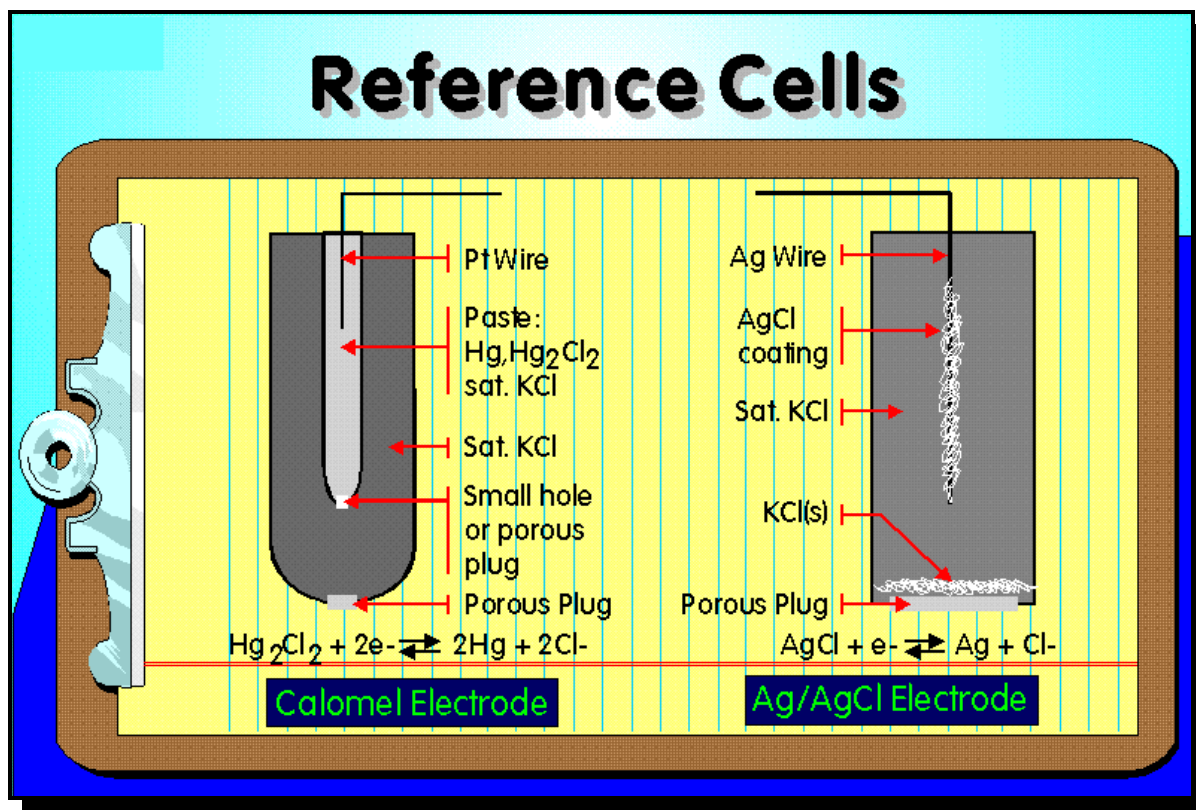 Reference Cells
Pt Wire
Paste:
Hg,Hg₂Cl₂
sat. KCl
Sat. KCl
Small hole
or porous
plug
Porous Plug
Hg₂Cl₂ + 2e- ⇌ 2Hg + 2Cl-
Calomel Electrode
Ag Wire
AgCl
coating
Sat. KCl
KCl(s)
Porous Plug
AgCl + e- ⇌ Ag + Cl-
Ag/AgCl Electrode